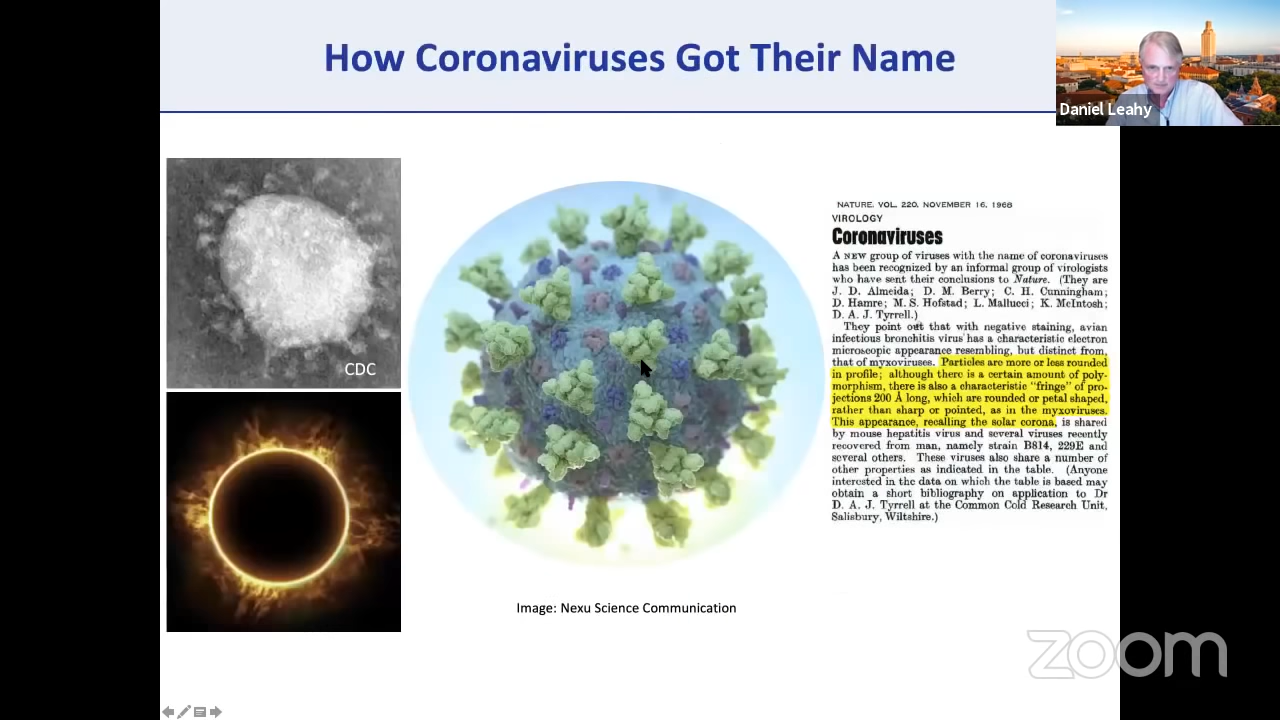 How Coronaviruses Got Their Name
Daniel Leahy
CDC
NATURE, VOL. 220, NOVEMBER 16, 1968
VIROLOGY
Coronaviruses
A NEW group of viruses with the name of coronaviruses
has been recognized by an informal group of virologists
who have sent their conclusions to Nature. (They are
J. D. Almeida; D. M. Berry; C. H. Cunningham;
D. Hamre; M. S. Hofstad; L. Mallucci; K. McIntosh;
D. A. J. Tyrrell.)
They point out that with negative staining, avian
infectious bronchitis virus has a characteristic electron
microscopic appearance resembling, but distinct from,
that of myxoviruses. Particles are more or less rounded
in profile; although there is a certain amount of poly-
morphism, there is also a characteristic "fringe" of pro-
jections 200 Å long, which are rounded or petal shaped,
rather than sharp or pointed, as in the myxoviruses.
This appearance, recalling the solar corona, is shared
by mouse hepatitis virus and several viruses recently
recovered from man, namely strain B814, 229E and
several others. These viruses also share a number of
other properties as indicated in the table. (Anyone
interested in the data on which the table is based may
obtain a short bibliography on application to Dr
D. A. J. Tyrrell at the Common Cold Research Unit,
Salisbury, Wiltshire.)
Image: Nexu Science Communication
zoom